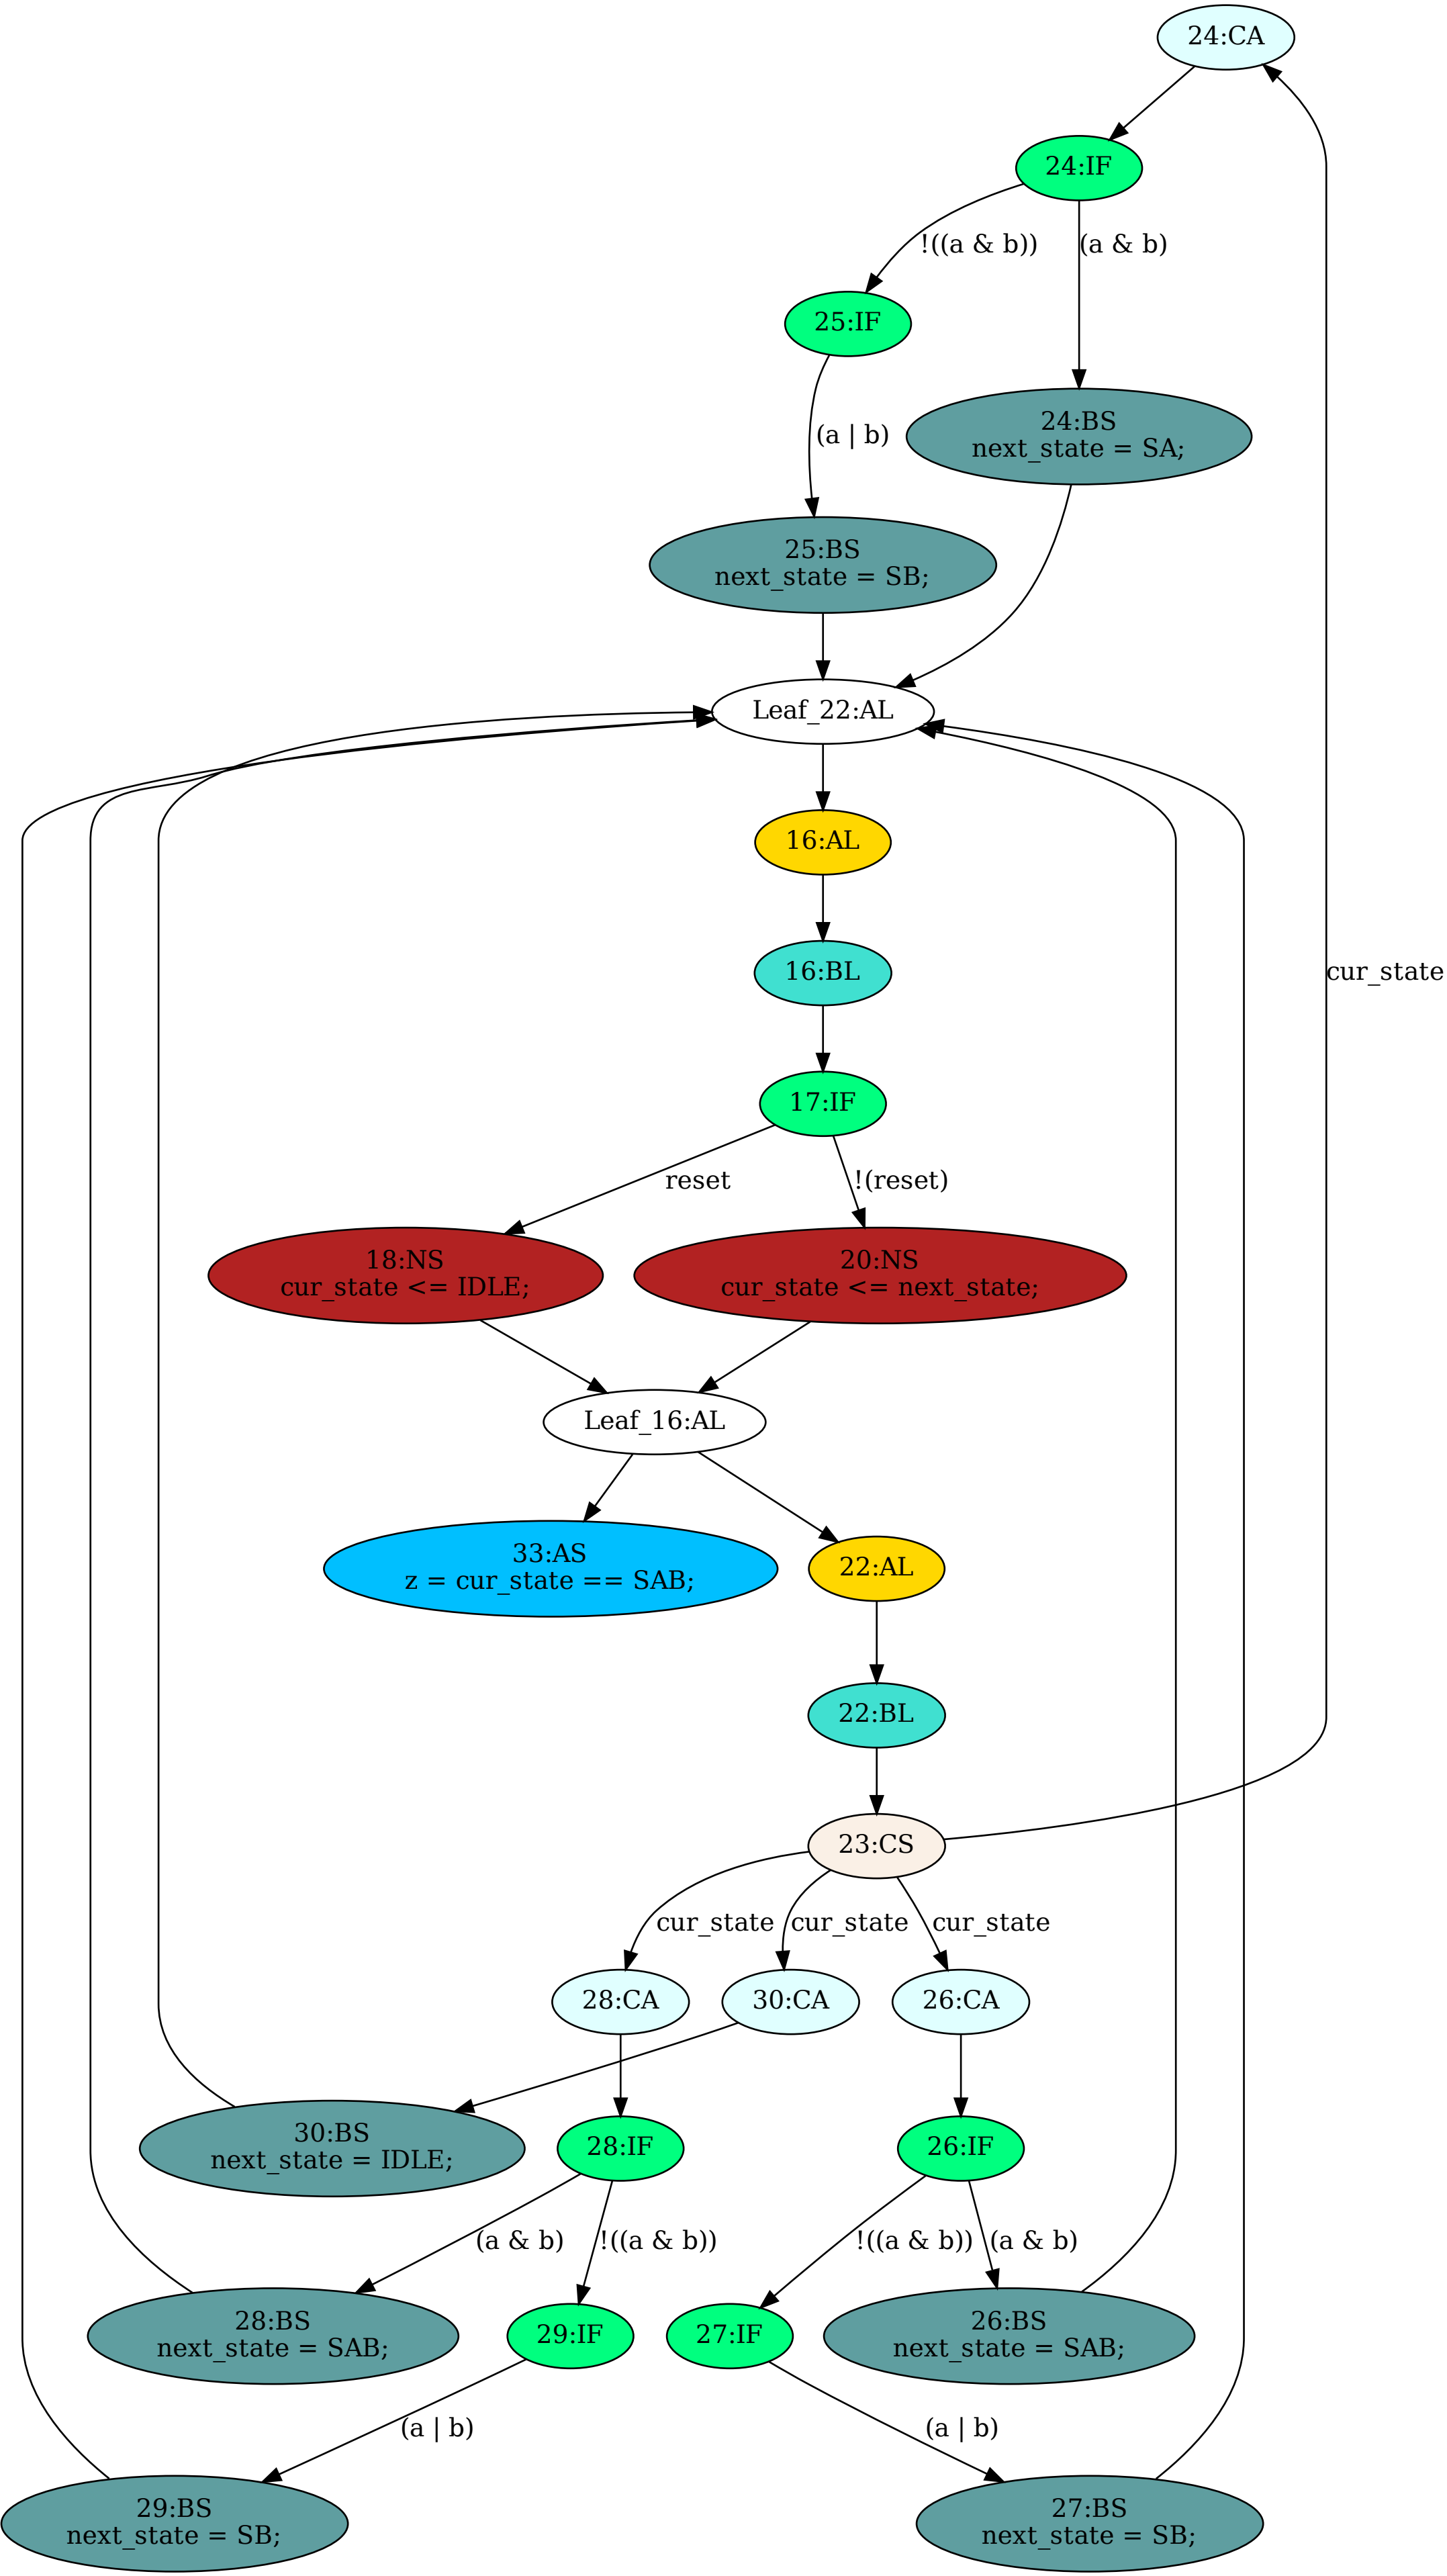 24:CA
24:IF
!((a & b))
(a & b)
25:IF
(a | b)
24:BS
next_state = SA;
25:BS
next_state = SB;
Leaf_22:AL
16:AL
16:BL
cur_state
17:IF
reset
!(reset)
18:NS
cur_state <= IDLE;
20:NS
cur_state <= next_state;
Leaf_16:AL
33:AS
z = cur_state == SAB;
22:AL
22:BL
23:CS
cur_state
cur_state
cur_state
28:CA
30:CA
26:CA
30:BS
next_state = IDLE;
28:IF
26:IF
(a & b)
!((a & b))
!((a & b))
(a & b)
28:BS
next_state = SAB;
29:IF
27:IF
26:BS
next_state = SAB;
(a | b)
(a | b)
29:BS
next_state = SB;
27:BS
next_state = SB;